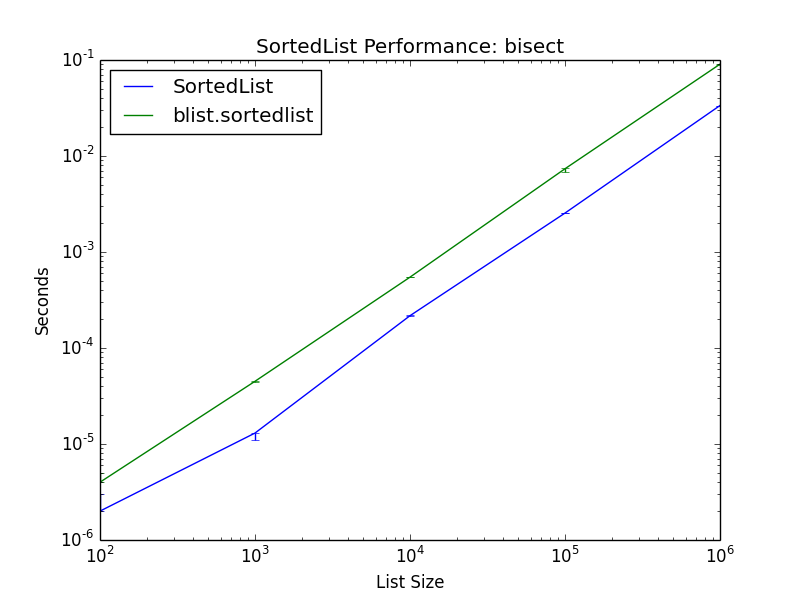 SortedList Performance: bisect
SortedList
blist.sortedlist
Seconds
10^-1
10^-2
10^-3
10^-4
10^-5
10^-6
10^2
10^3
10^4
10^5
10^6
List Size